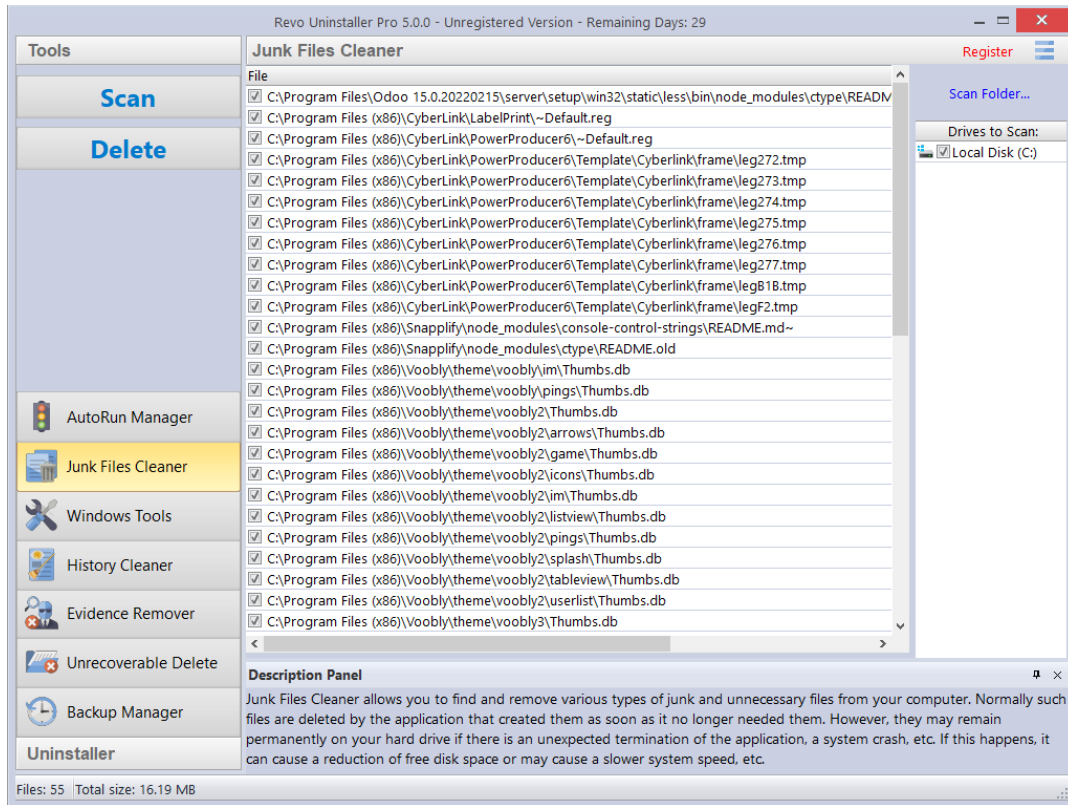 Revo Uninstaller Pro 5.0.0 - Unregistered Version - Remaining Days: 29
Tools
Scan
Delete
AutoRun Manager
Junk Files Cleaner
Windows Tools
History Cleaner
Evidence Remover
Unrecoverable Delete
Backup Manager
Uninstaller
Junk Files Cleaner
Register
File
C:\Program Files\Odoo 15.0.20220215\server\setup\win32\static\less\bin\node_modules\ctype\READM
C:\Program Files (x86)\CyberLink\LabelPrint\~Default.reg
C:\Program Files (x86)\CyberLink\PowerProducer6\~Default.reg
C:\Program Files (x86)\CyberLink\PowerProducer6\Template\Cyberlink\frame\leg272.tmp
C:\Program Files (x86)\CyberLink\PowerProducer6\Template\Cyberlink\frame\leg273.tmp
C:\Program Files (x86)\CyberLink\PowerProducer6\Template\Cyberlink\frame\leg274.tmp
C:\Program Files (x86)\CyberLink\PowerProducer6\Template\Cyberlink\frame\leg275.tmp
C:\Program Files (x86)\CyberLink\PowerProducer6\Template\Cyberlink\frame\leg276.tmp
C:\Program Files (x86)\CyberLink\PowerProducer6\Template\Cyberlink\frame\leg277.tmp
C:\Program Files (x86)\CyberLink\PowerProducer6\Template\Cyberlink\frame\legB1B.tmp
C:\Program Files (x86)\CyberLink\PowerProducer6\Template\Cyberlink\frame\legF2.tmp
C:\Program Files (x86)\Snapplify\node_modules\console-control-strings\README.md~
C:\Program Files (x86)\Snapplify\node_modules\ctype\README.old
C:\Program Files (x86)\Voobly\theme\voobly\im\Thumbs.db
C:\Program Files (x86)\Voobly\theme\voobly\pings\Thumbs.db
C:\Program Files (x86)\Voobly\theme\voobly2\Thumbs.db
C:\Program Files (x86)\Voobly\theme\voobly2\arrows\Thumbs.db
C:\Program Files (x86)\Voobly\theme\voobly2\game\Thumbs.db
C:\Program Files (x86)\Voobly\theme\voobly2\icons\Thumbs.db
C:\Program Files (x86)\Voobly\theme\voobly2\im\Thumbs.db
C:\Program Files (x86)\Voobly\theme\voobly2\listview\Thumbs.db
C:\Program Files (x86)\Voobly\theme\voobly2\pings\Thumbs.db
C:\Program Files (x86)\Voobly\theme\voobly2\splash\Thumbs.db
C:\Program Files (x86)\Voobly\theme\voobly2\tableview\Thumbs.db
C:\Program Files (x86)\Voobly\theme\voobly2\userlist\Thumbs.db
C:\Program Files (x86)\Voobly\theme\voobly3\Thumbs.db
Scan Folder...
Drives to Scan:
Local Disk (C:)
Description Panel
Junk Files Cleaner allows you to find and remove various types of junk and unnecessary files from your computer. Normally such
files are deleted by the application that created them as soon as it no longer needed them. However, they may remain
permanently on your hard drive if there is an unexpected termination of the application, a system crash, etc. If this happens, it
can cause a reduction of free disk space or may cause a slower system speed, etc.
Files: 55 Total size: 16.19 MB